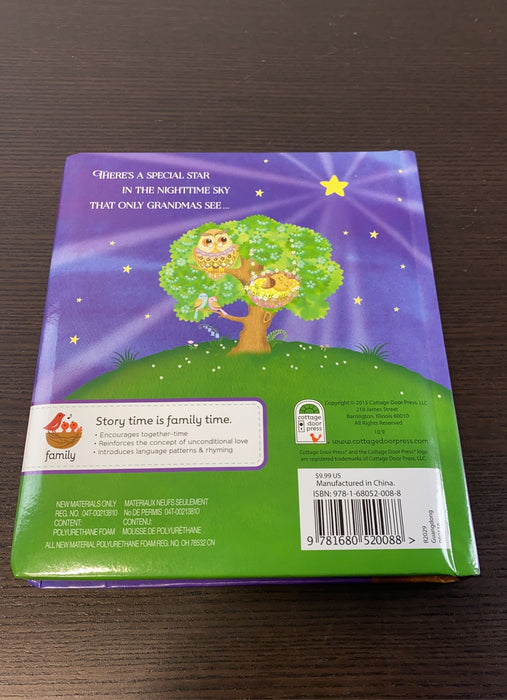 THERE'S A SPECIAL STAR
IN THE NIGHTTIME SKY
THAT ONLY GRANDMAS SEE...
family
Story time is family time.
• Encourages together-time
• Reinforces the concept of unconditional love
• Introduces language patterns & rhyming
cottage
door
press
Copyright © 2015 Cottage Door Press, LLC
218 James Street
Barrington, Illinois 60010
All Rights Reserved
10 9
www.cottagedoorpress.com
Cottage Door Press® and the Cottage Door Press® logo
are registered trademarks of Cottage Door Press, LLC.
NEW MATERIALS ONLY
REG. NO. 04T-00213810
CONTENT:
POLYURETHANE FOAM
MATERIAUX NEUFS SEULEMENT
No DE PERMIS 04T-00213810
CONTENU:
MOUSSE DE POLYURÉTHANE
ALL NEW MATERIAL POLYURETHANE FOAM REG. NO. OH 78532 CN
$9.99 US
Manufactured in China.
ISBN: 978-1-68052-008-8
9 781680 520088 >
R2029
Guangdong